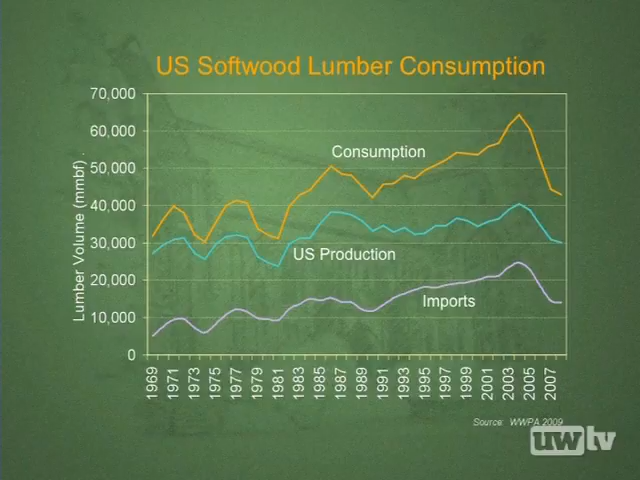 US Softwood Lumber Consumption
70,000
60,000
50,000
40,000
30,000
20,000
10,000
0
Lumber Volume (mmbf)
Consumption
US Production
Imports
1969 1971 1973 1975 1977 1979 1981 1983 1985 1987 1989 1991 1993 1995 1997 1999 2001 2003 2005 2007
Source: WWPA 2009
uwtv